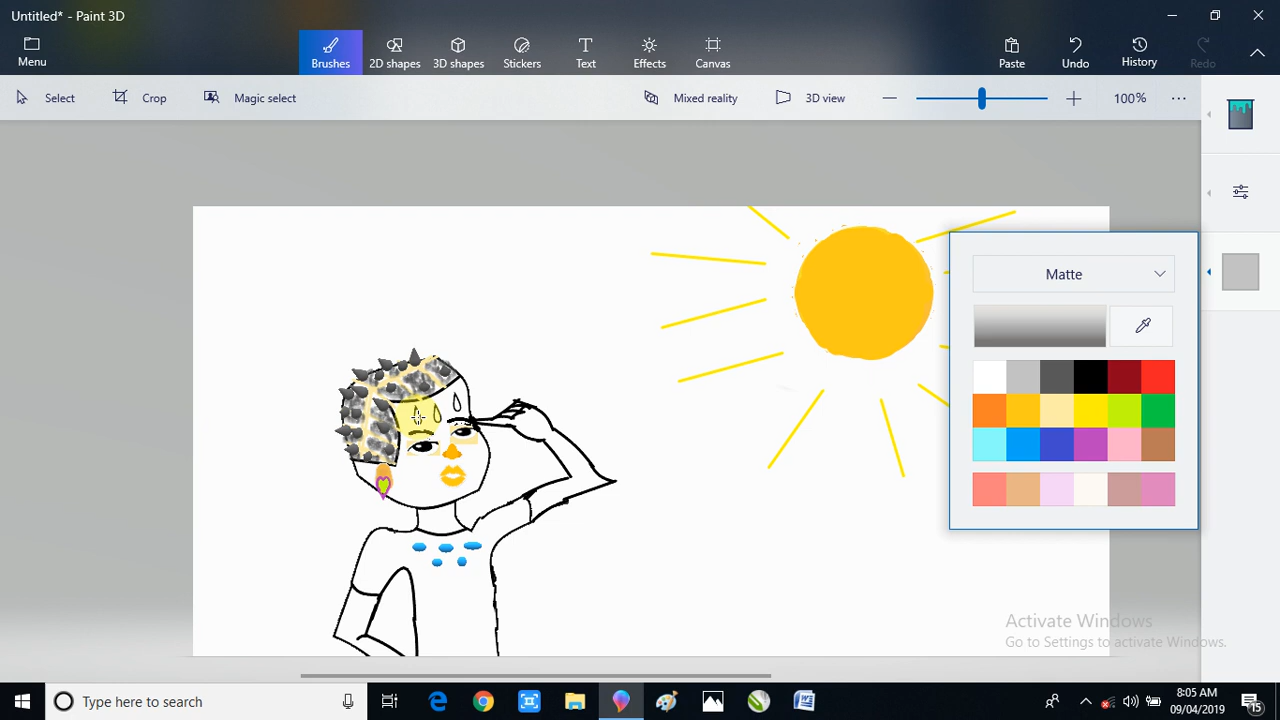 Untitled* - Paint 3D
Menu
Brushes
2D shapes
3D shapes
Stickers
Text
Effects
Canvas
Paste
Undo
History
Redo
Select
Crop
Magic select
Mixed reality
3D view
100%
Matte
Activate Windows
Go to Settings to activate Windows.
Type here to search
8:05 AM
09/04/2019
15